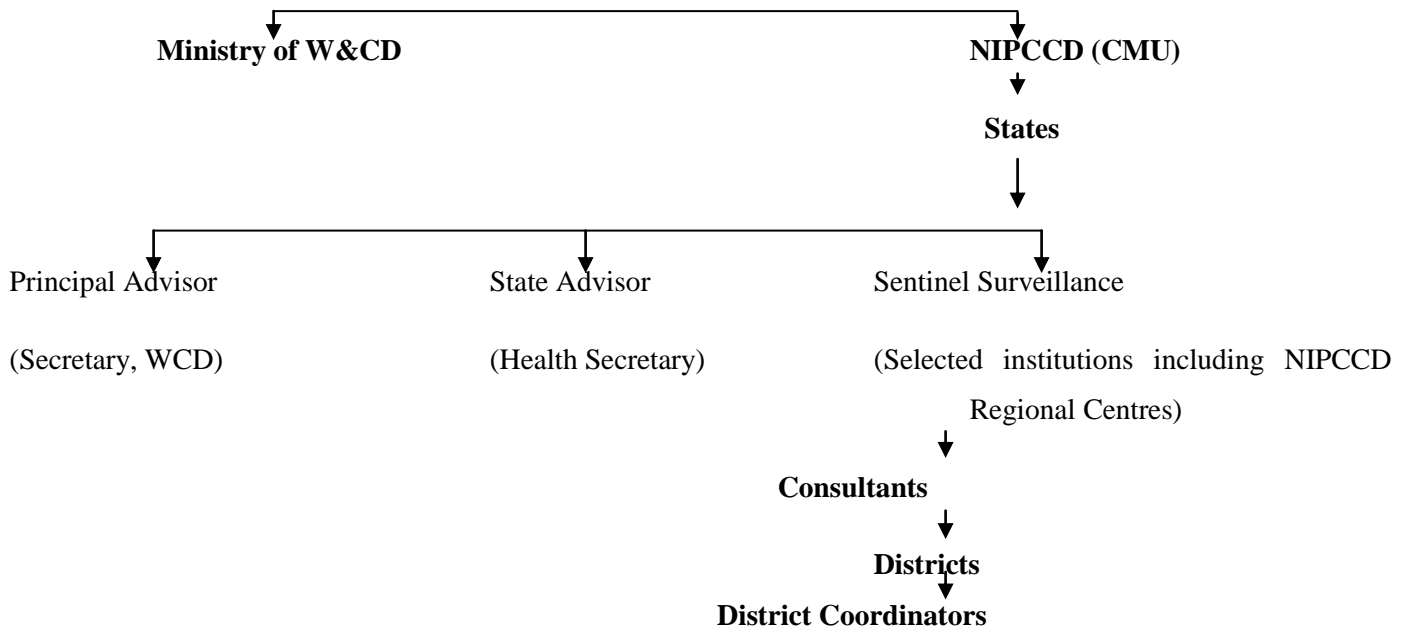 Ministry of W&CD NIPCCD (CMU)
States
Principal Advisor State Advisor Sentinel Surveillance
(Secretary, WCD) (Health Secretary) (Selected institutions including NIPCCD
Regional Centres)
Consultants
Districts
District Coordinators